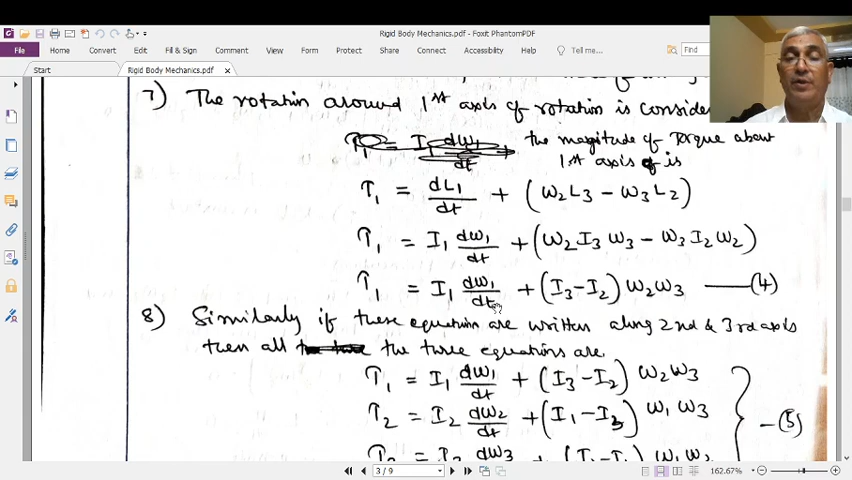 Rigid Body Mechanics.pdf - Foxit PhantomPDF
File Home Edit Fill & Sign Comment View Form Protect Connect Accessibility Help Tell me... Find
Start Rigid Body Mechanics.pdf
7) The rotation around 1st axis of rotation is consider
the magnitude of Torque about
1st axis is
τ₁ = dL₁/dt + (ω₂L₃ − ω₃L₂)
τ₁ = I₁ dω₁/dt + (ω₂I₃ω₃ − ω₃I₂ω₂)
τ₁ = I₁ dω₁/dt + (I₃−I₂) ω₂ω₃ —(4)
8) Similarly if these equation are written along 2nd & 3rd axis
then all the three equations are
τ₁ = I₁ dω₁/dt + (I₃−I₂) ω₂ω₃
τ₂ = I₂ dω₂/dt + (I₁−I₃) ω₁ω₃ —(5)
dω₃
3 / 9 162.67%